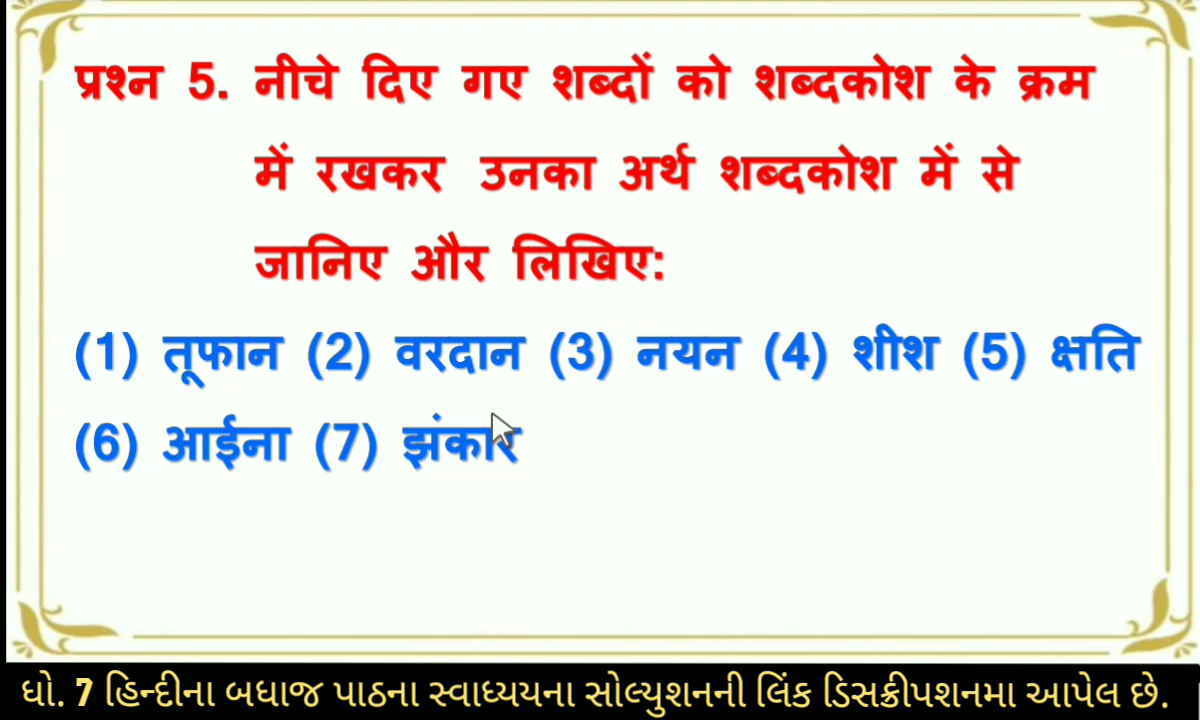 प्रश्न 5. नीचे दिए गए शब्दों को शब्दकोश के क्रम
में रखकर उनका अर्थ शब्दकोश में से
जानिए और लिखिए:
(1) तूफान (2) वरदान (3) नयन (4) शीश (5) क्षति
(6) आईना (7) झंकार
ધો. 7 હિન્દીના બધાજ પાઠના સ્વાધ્યયના સોલ્યુશનની લિંક ડિસક્રીપશનમા આપેલ છે.